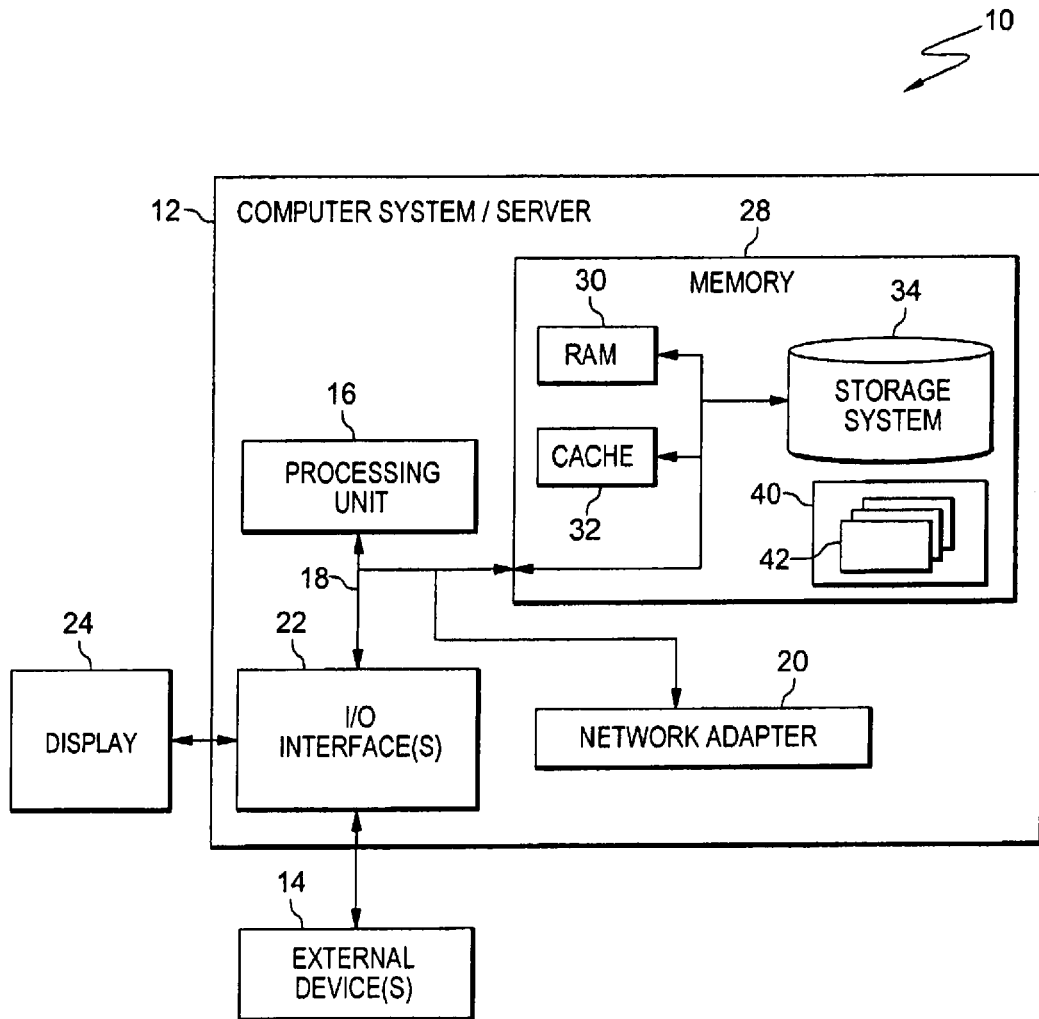 10
12
COMPUTER SYSTEM / SERVER
28
MEMORY
30
RAM
34
STORAGE
SYSTEM
16
PROCESSING
UNIT
CACHE
32
40
42
18
24
22
DISPLAY
I/O
INTERFACE(S)
20
NETWORK ADAPTER
14
EXTERNAL
DEVICE(S)